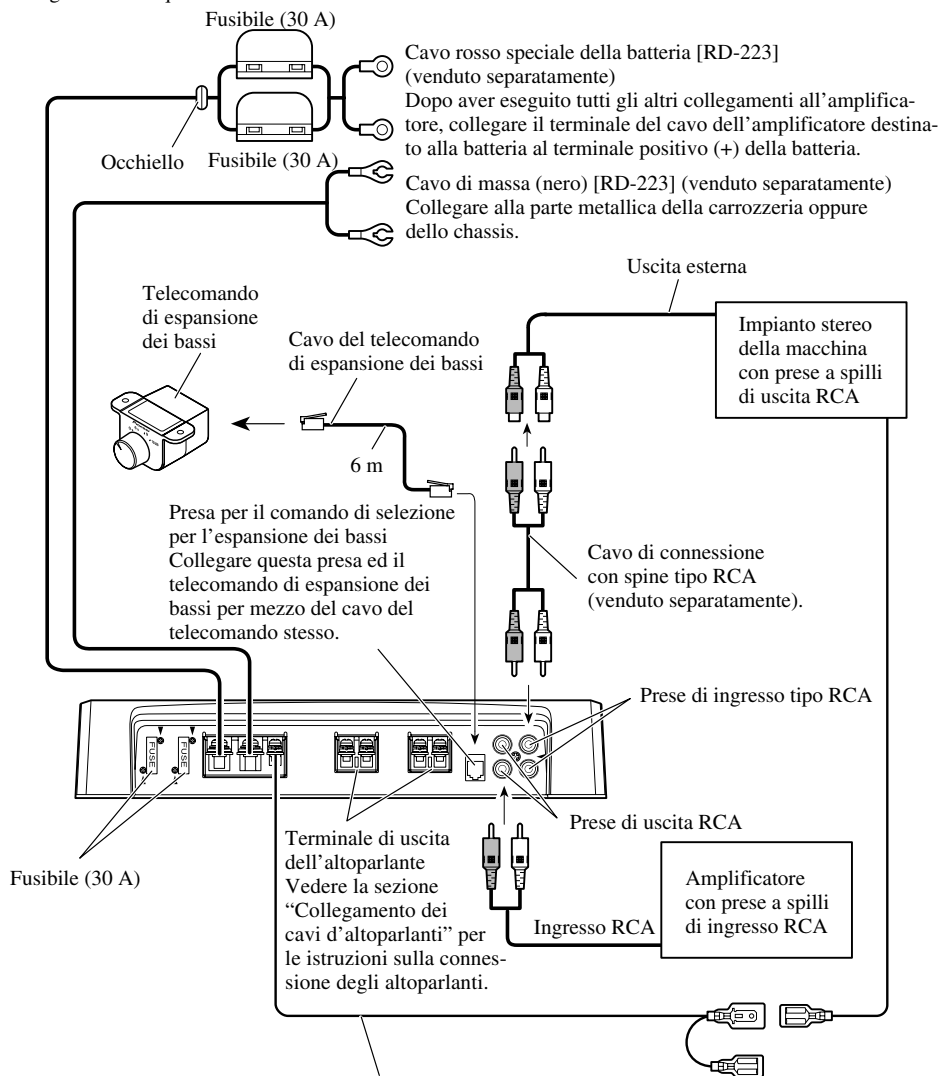 Fusibile (30 A)
Cavo rosso speciale della batteria [RD-223]
(venduto separatamente)
Dopo aver eseguito tutti gli altri collegamenti all'amplifica-
tore, collegare il terminale del cavo dell'amplificatore destina-
to alla batteria al terminale positivo (+) della batteria.
Occhiello
Fusibile (30 A)
Cavo di massa (nero) [RD-223] (venduto separatamente)
Collegare alla parte metallica della carrozzeria oppure
dello chassis.
Uscita esterna
Telecomando
di espansione
dei bassi
Cavo del telecomando
di espansione dei bassi
Impianto stereo
della macchina
con prese a spilli
di uscita RCA
6 m
Presa per il comando di selezione
per l'espansione dei bassi
Collegare questa presa ed il
telecomando di espansione dei
bassi per mezzo del cavo del
telecomando stesso.
Cavo di connessione
con spine tipo RCA
(venduto separatamente).
Prese di ingresso tipo RCA
FUSE
FUSE
Prese di uscita RCA
Fusibile (30 A)
Terminale di uscita
dell'altoparlante
Vedere la sezione
“Collegamento dei
cavi d'altoparlanti” per
le istruzioni sulla connes-
sione degli altoparlanti.
Ingresso RCA
Amplificatore
con prese a spilli
di ingresso RCA